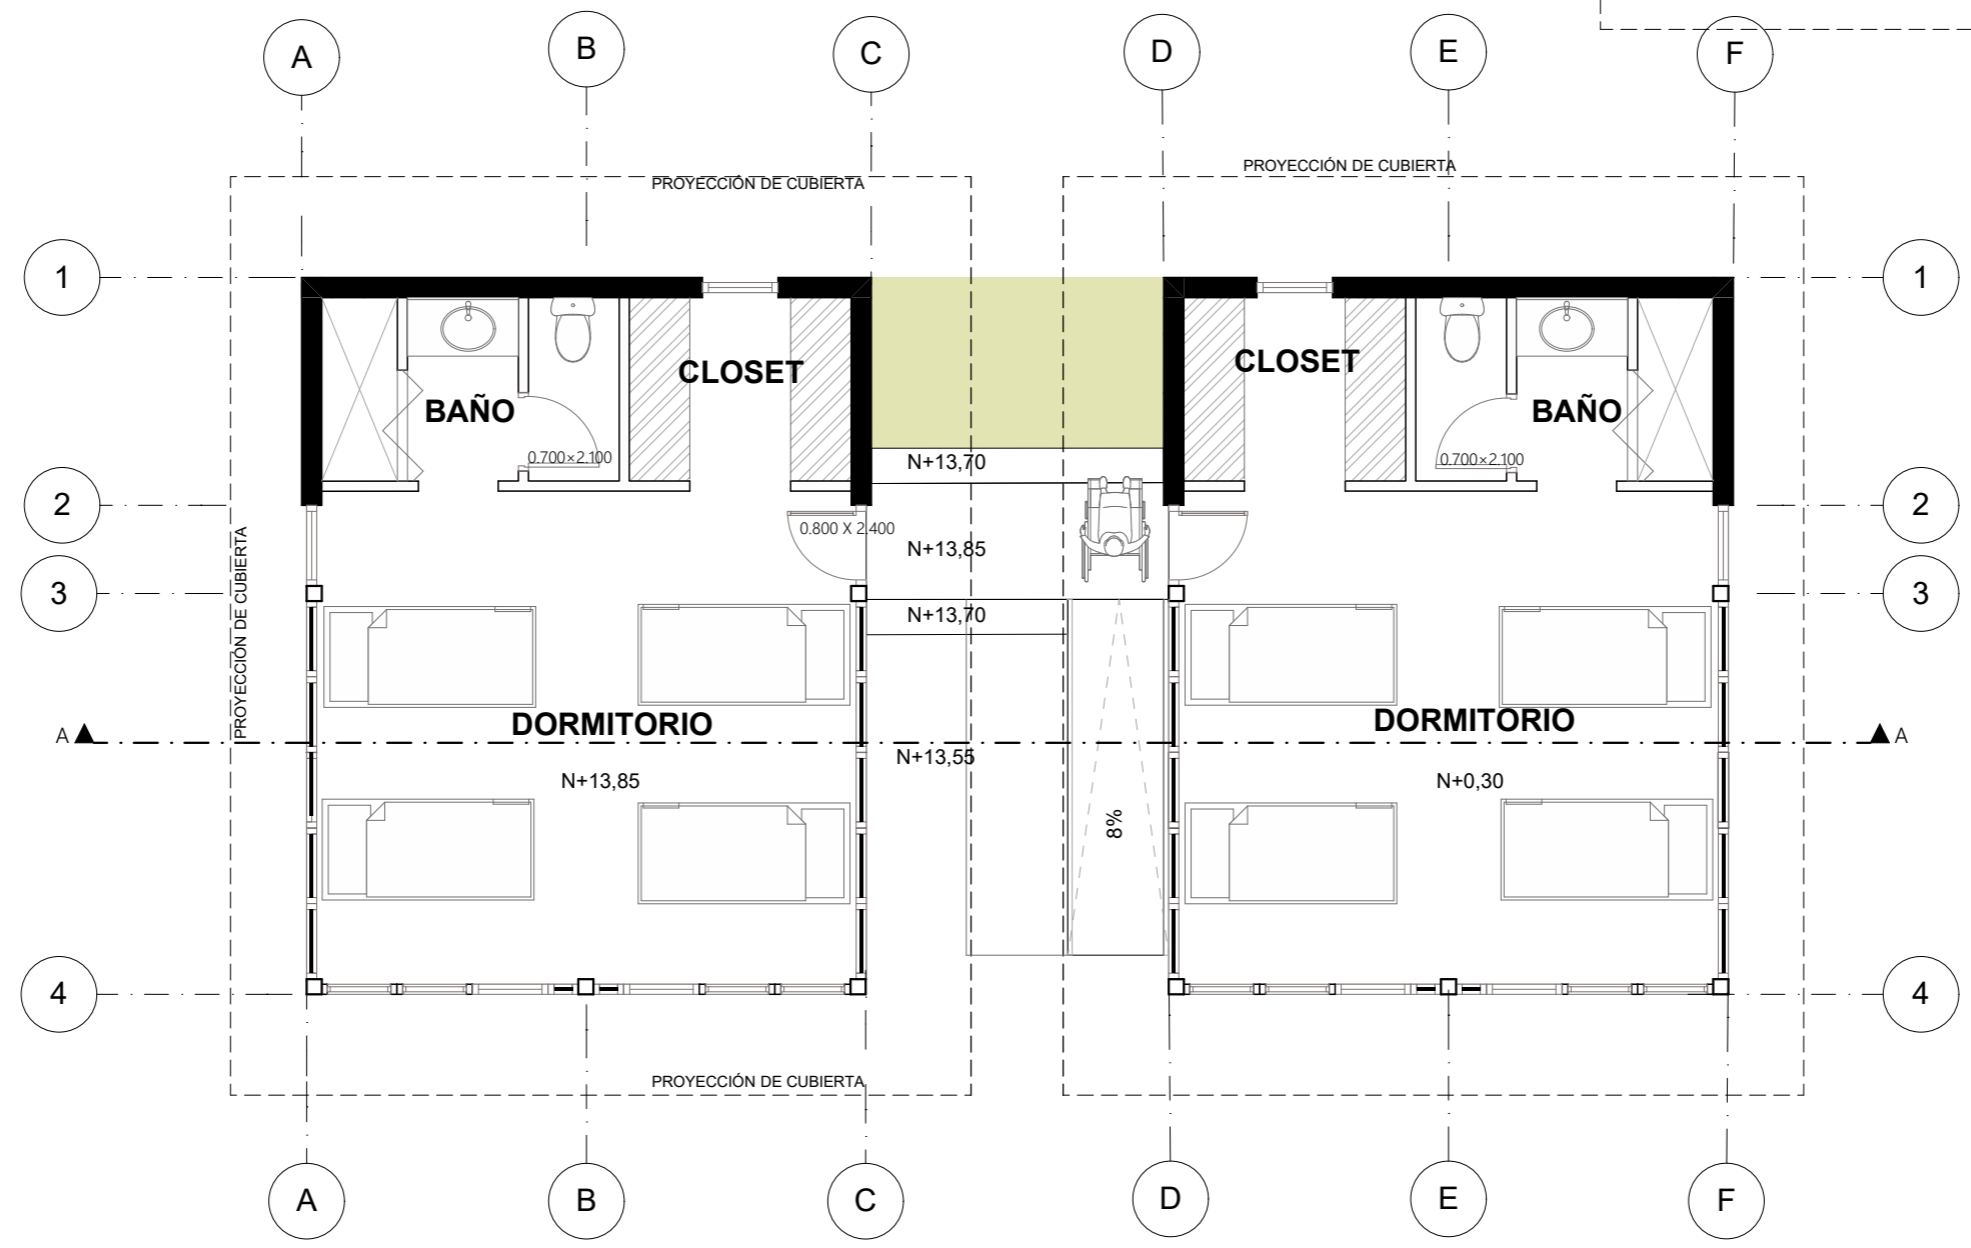 A
B
C
D
E
F
PROYECCIÓN DE CUBIERTA
PROYECCIÓN DE CUBIERTA
1
1
CLOSET
CLOSET
BAÑO
BAÑO
0.700×2.100
N+13,70
0.700×2.100
2
2
0.800 X 2.400
N+13,85
3
3
N+13,70
PROYECCIÓN DE CUBIERTA
DORMITORIO
DORMITORIO
A
A
N+13,55
N+13,85
N+0,30
8%
4
4
PROYECCIÓN DE CUBIERTA
A
B
C
D
E
F